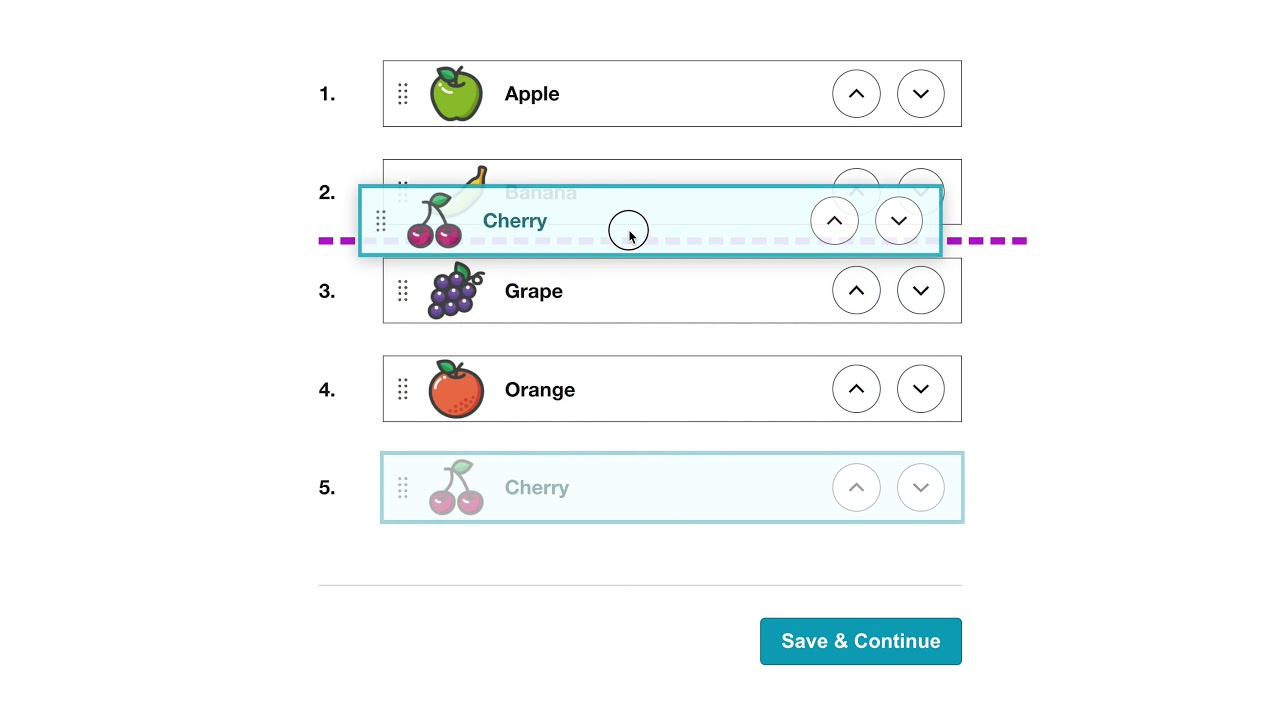 1. Apple
2. Banana
Cherry
3. Grape
4. Orange
5. Cherry
Save & Continue